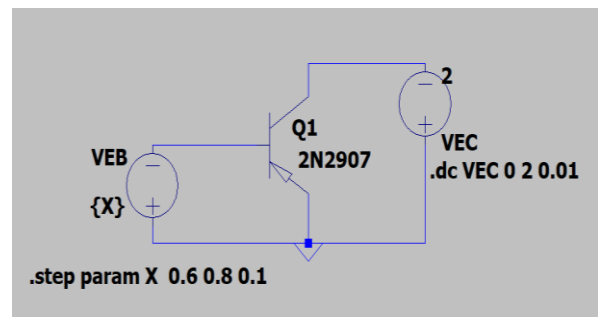 2
Q1
2N2907
VEB
VEC
.dc VEC 0 2 0.01
{X}
.step param X 0.6 0.8 0.1